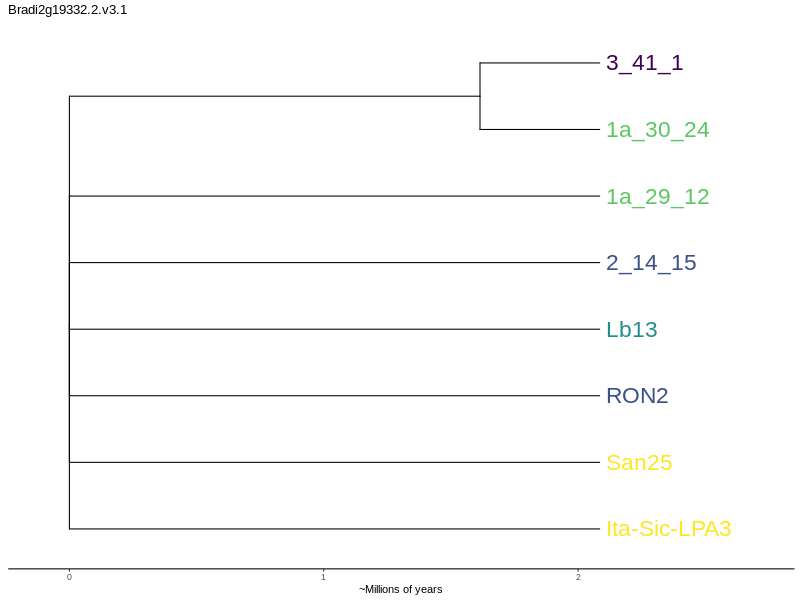 Bradi2g19332.2.v3.1
3_41_1
1a_30_24
1a_29_12
2_14_15
Lb13
RON2
San25
Ita-Sic-LPA3
0 1 2
~Millions of years